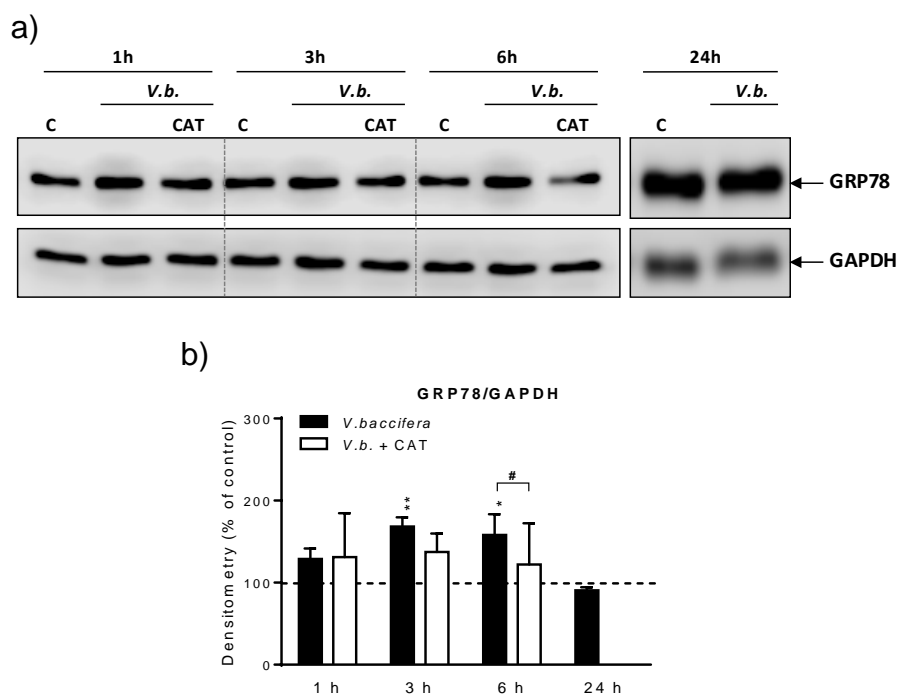 a)
1h 3h 6h 24h
V.b. V.b. V.b. V.b.
C CAT C CAT C CAT C
GRP78
GAPDH
b)
GRP78/GAPDH
Densitometry (% of control)
300
200
100
0
V.baccifera
V.b. + CAT
**
*
#
1 h 3 h 6 h 24 h